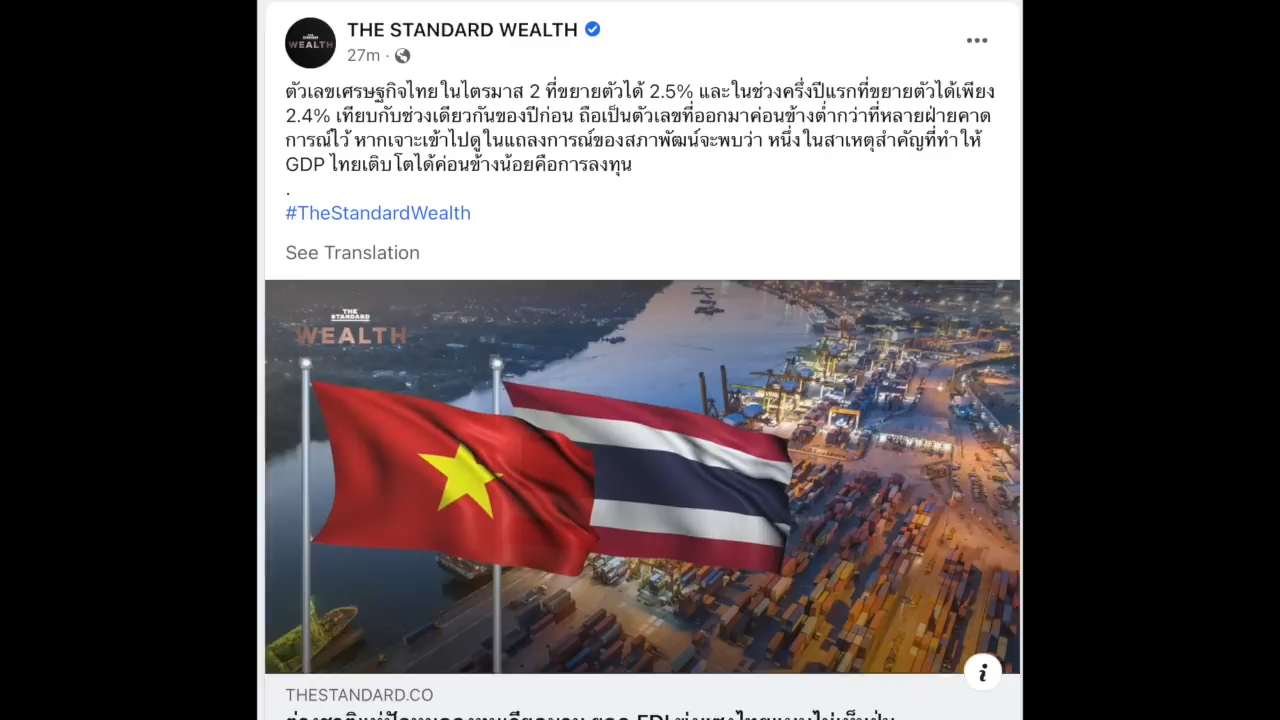 THE STANDARD WEALTH
27m ·
THE STANDARD
WEALTH
ตัวเลขเศรษฐกิจไทยในไตรมาส 2 ที่ขยายตัวได้ 2.5% และในช่วงครึ่งปีแรกที่ขยายตัวได้เพียง
2.4% เทียบกับช่วงเดียวกันของปีก่อน ถือเป็นตัวเลขที่ออกมาค่อนข้างต่ำกว่าที่หลายฝ่ายคาด
การณ์ไว้ หากเจาะเข้าไปดูในแถลงการณ์ของสภาพัฒน์จะพบว่า หนึ่งในสาเหตุสำคัญที่ทำให้
GDP ไทยเติบโตได้ค่อนข้างน้อยคือการลงทุน
.
#TheStandardWealth
See Translation
THE
STANDARD
WEALTH
THESTANDARD.CO